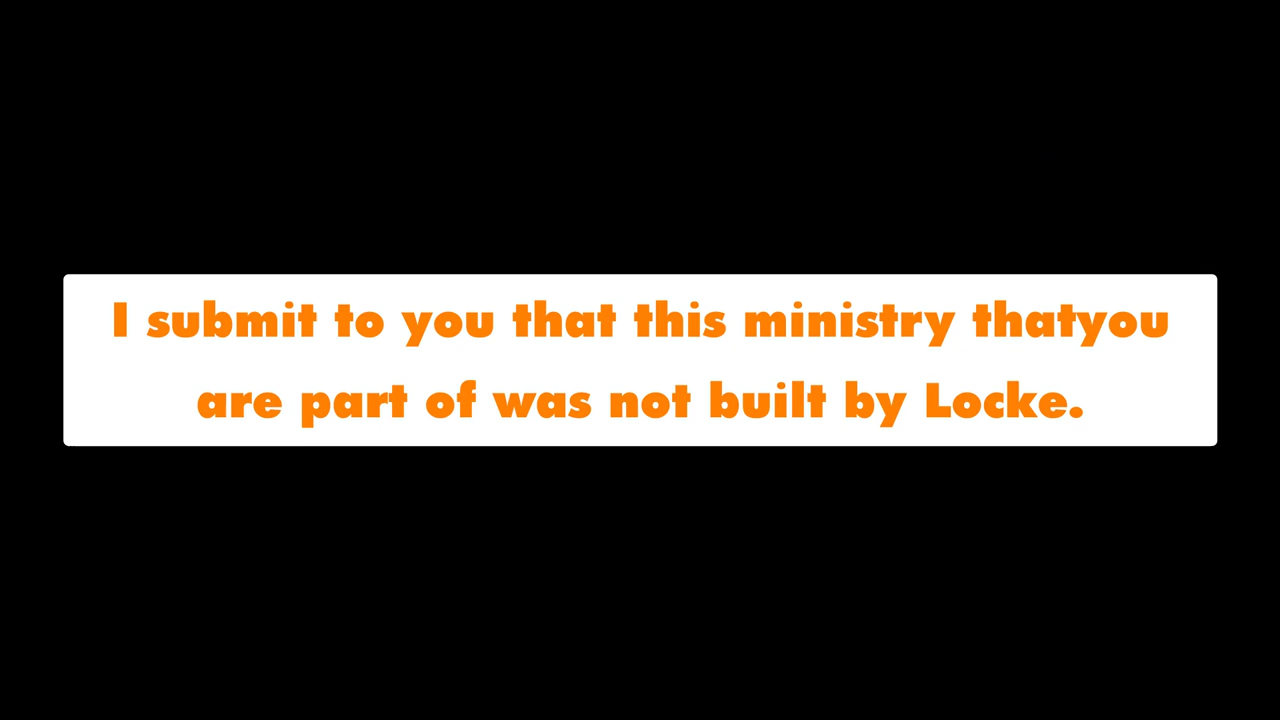 I submit to you that this ministry thatyou
are part of was not built by Locke.